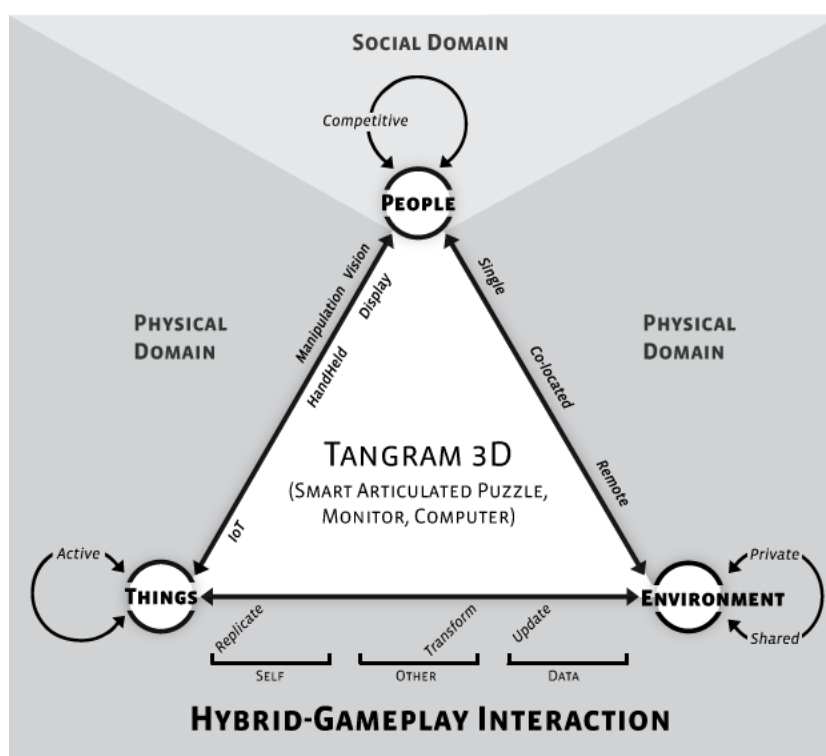 SOCIAL DOMAIN
Competitive
PEOPLE
Vision
Manipulation
Display
HandHeld
IoT
Single
Co-located
Remote
PHYSICAL
DOMAIN
PHYSICAL
DOMAIN
TANGRAM 3D
(SMART ARTICULATED PUZZLE,
MONITOR, COMPUTER)
Active
THINGS
Private
ENVIRONMENT
Shared
Replicate
Transform
Update
SELF
OTHER
DATA
HYBRID-GAMEPLAY INTERACTION